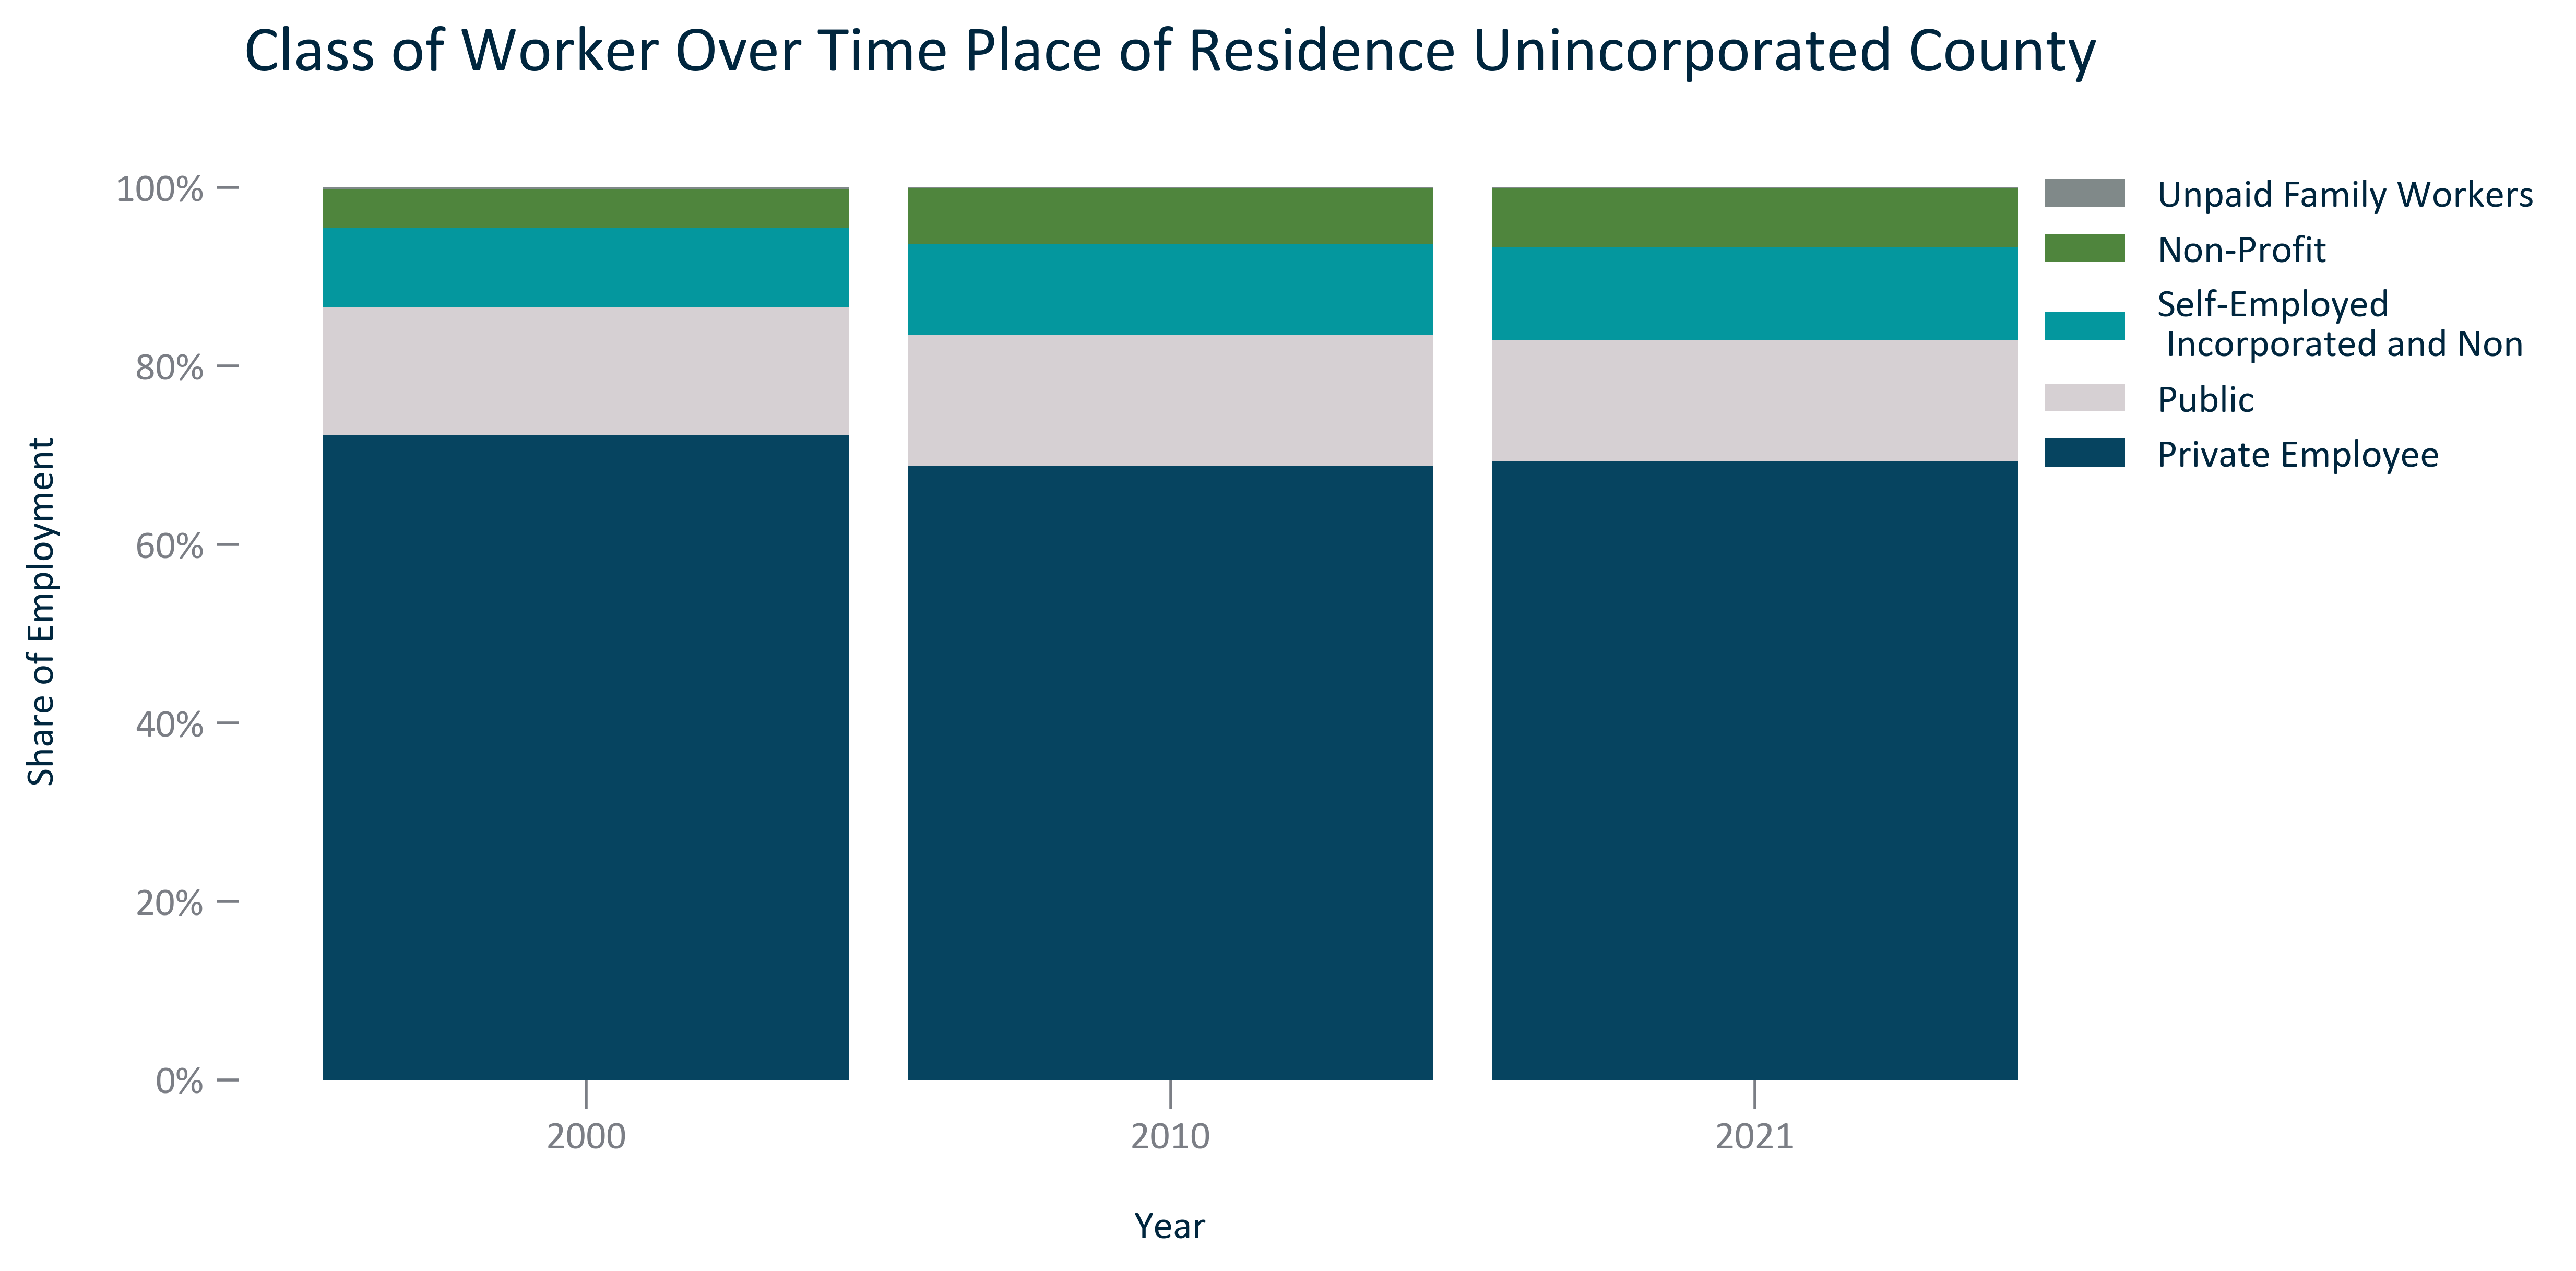 Class of Worker Over Time Place of Residence Unincorporated County
Share of Employment
100%
80%
60%
40%
20%
0%
2000
2010
2021
Year
Unpaid Family Workers
Non-Profit
Self-Employed
Incorporated and Non
Public
Private Employee